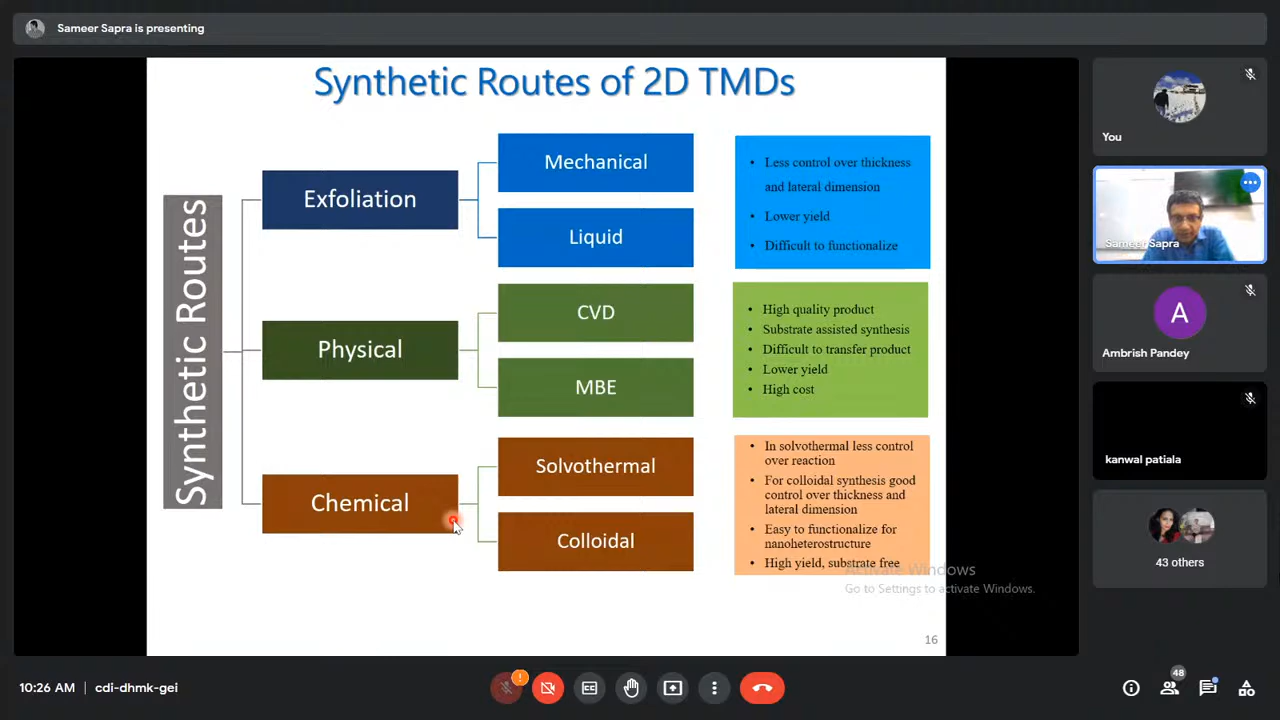 Sameer Sapra is presenting
Synthetic Routes of 2D TMDs
Synthetic Routes
Exfoliation
Mechanical
Liquid
• Less control over thickness
and lateral dimension
• Lower yield
• Difficult to functionalize
Physical
CVD
MBE
• High quality product
• Substrate assisted synthesis
• Difficult to transfer product
• Lower yield
• High cost
Chemical
Solvothermal
Colloidal
• In solvothermal less control
over reaction
• For colloidal synthesis good
control over thickness and
lateral dimension
• Easy to functionalize for
nanoheterostructure
• High yield, substrate free
Activate Windows
Go to Settings to activate Windows.
16
You
Sameer Sapra
A
Ambrish Pandey
kanwal patiala
43 others
10:26 AM | cdi-dhmk-gei
!
CC
48